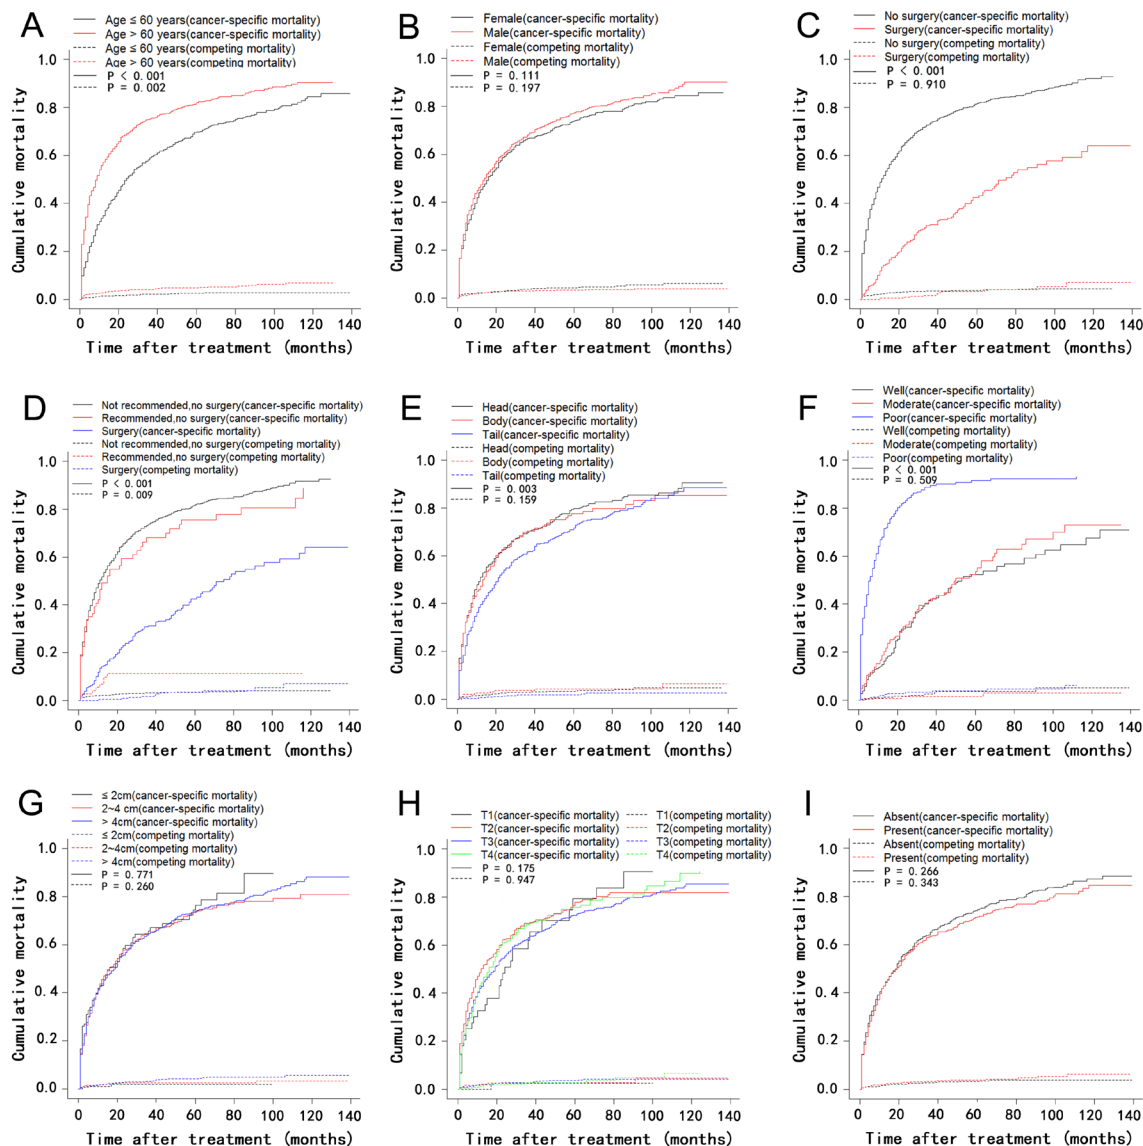 A
Age ≤ 60 years(cancer-specific mortality)
Age > 60 years(cancer-specific mortality)
Age ≤ 60 years(competing mortality)
Age > 60 years(competing mortality)
P < 0.001
P = 0.002
Cumulative mortality
1.0
0.8
0.6
0.4
0.2
0.0
0 20 40 60 80 100 120 140
Time after treatment (months)
B
Female(cancer-specific mortality)
Male(cancer-specific mortality)
Female(competing mortality)
Male(competing mortality)
P = 0.111
P = 0.197
Cumulative mortality
1.0
0.8
0.6
0.4
0.2
0.0
0 20 40 60 80 100 120 140
Time after treatment (months)
C
No surgery(cancer-specific mortality)
Surgery(cancer-specific mortality)
No surgery(competing mortality)
Surgery(competing mortality)
P < 0.001
P = 0.910
Cumulative mortality
1.0
0.8
0.6
0.4
0.2
0.0
0 20 40 60 80 100 120 140
Time after treatment (months)
D
Not recommended,no surgery(cancer-specific mortality)
Recommended,no surgery(cancer-specific mortality)
Surgery(cancer-specific mortality)
Not recommended,no surgery(competing mortality)
Recommended,no surgery(competing mortality)
Surgery(competing mortality)
P < 0.001
P = 0.009
Cumulative mortality
1.0
0.8
0.6
0.4
0.2
0.0
0 20 40 60 80 100 120 140
Time after treatment (months)
E
Head(cancer-specific mortality)
Body(cancer-specific mortality)
Tail(cancer-specific mortality)
Head(competing mortality)
Body(competing mortality)
Tail(competing mortality)
P = 0.003
P = 0.159
Cumulative mortality
1.0
0.8
0.6
0.4
0.2
0.0
0 20 40 60 80 100 120 140
Time after treatment (months)
F
Well(cancer-specific mortality)
Moderate(cancer-specific mortality)
Poor(cancer-specific mortality)
Well(competing mortality)
Moderate(competing mortality)
Poor(competing mortality)
P < 0.001
P = 0.509
Cumulative mortality
1.0
0.8
0.6
0.4
0.2
0.0
0 20 40 60 80 100 120 140
Time after treatment (months)
G
≤ 2cm(cancer-specific mortality)
2~4 cm(cancer-specific mortality)
> 4cm(cancer-specific mortality)
≤ 2cm(competing mortality)
2~4cm(competing mortality)
> 4cm(competing mortality)
P = 0.771
P = 0.260
Cumulative mortality
1.0
0.8
0.6
0.4
0.2
0.0
0 20 40 60 80 100 120 140
Time after treatment (months)
H
T1(cancer-specific mortality) T1(competing mortality)
T2(cancer-specific mortality) T2(competing mortality)
T3(cancer-specific mortality) T3(competing mortality)
T4(cancer-specific mortality) T4(competing mortality)
P = 0.175
P = 0.947
Cumulative mortality
1.0
0.8
0.6
0.4
0.2
0.0
0 20 40 60 80 100 120 140
Time after treatment (months)
I
Absent(cancer-specific mortality)
Present(cancer-specific mortality)
Absent(competing mortality)
Present(competing mortality)
P = 0.266
P = 0.343
Cumulative mortality
1.0
0.8
0.6
0.4
0.2
0.0
0 20 40 60 80 100 120 140
Time after treatment (months)